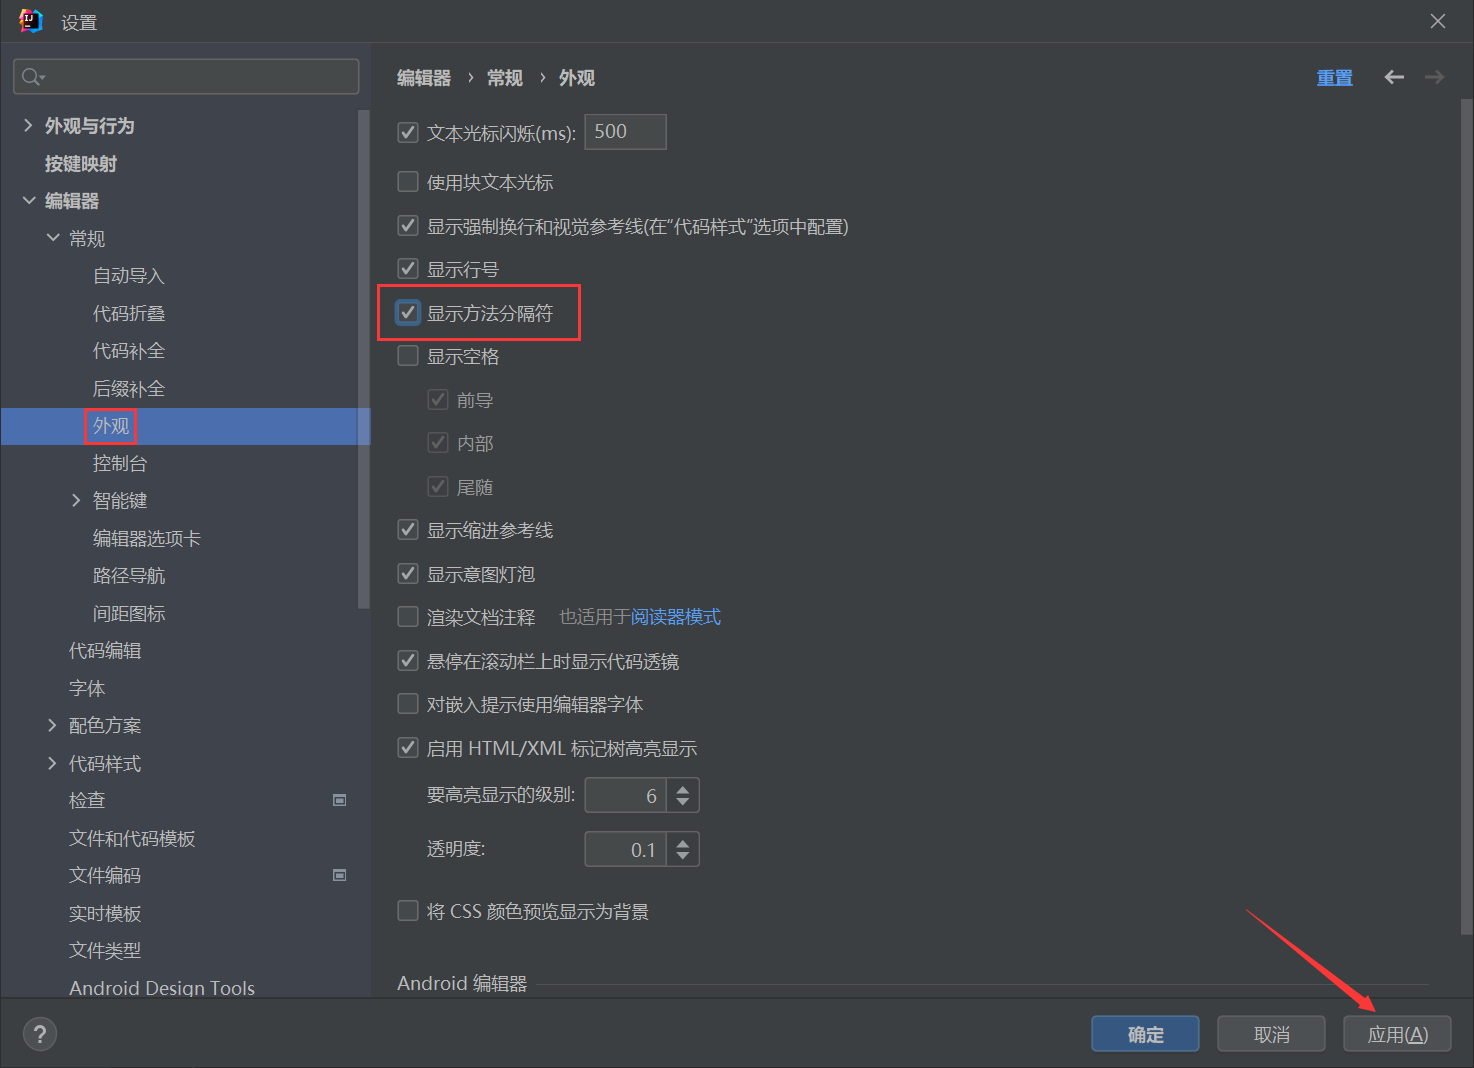 设置
外观与行为
按键映射
编辑器
常规
自动导入
代码折叠
代码补全
后缀补全
外观
控制台
智能键
编辑器选项卡
路径导航
间距图标
代码编辑
字体
配色方案
代码样式
检查
文件和代码模板
文件编码
实时模板
文件类型
Android Design Tools
编辑器 › 常规 › 外观
重置
文本光标闪烁(ms): 500
使用块文本光标
显示强制换行和视觉参考线(在“代码样式”选项中配置)
显示行号
显示方法分隔符
显示空格
前导
内部
尾随
显示缩进参考线
显示意图灯泡
渲染文档注释 也适用于阅读器模式
悬停在滚动栏上时显示代码透镜
对嵌入提示使用编辑器字体
启用 HTML/XML 标记树高亮显示
要高亮显示的级别: 6
透明度: 0.1
将 CSS 颜色预览显示为背景
Android 编辑器
? 确定 取消 应用(A)